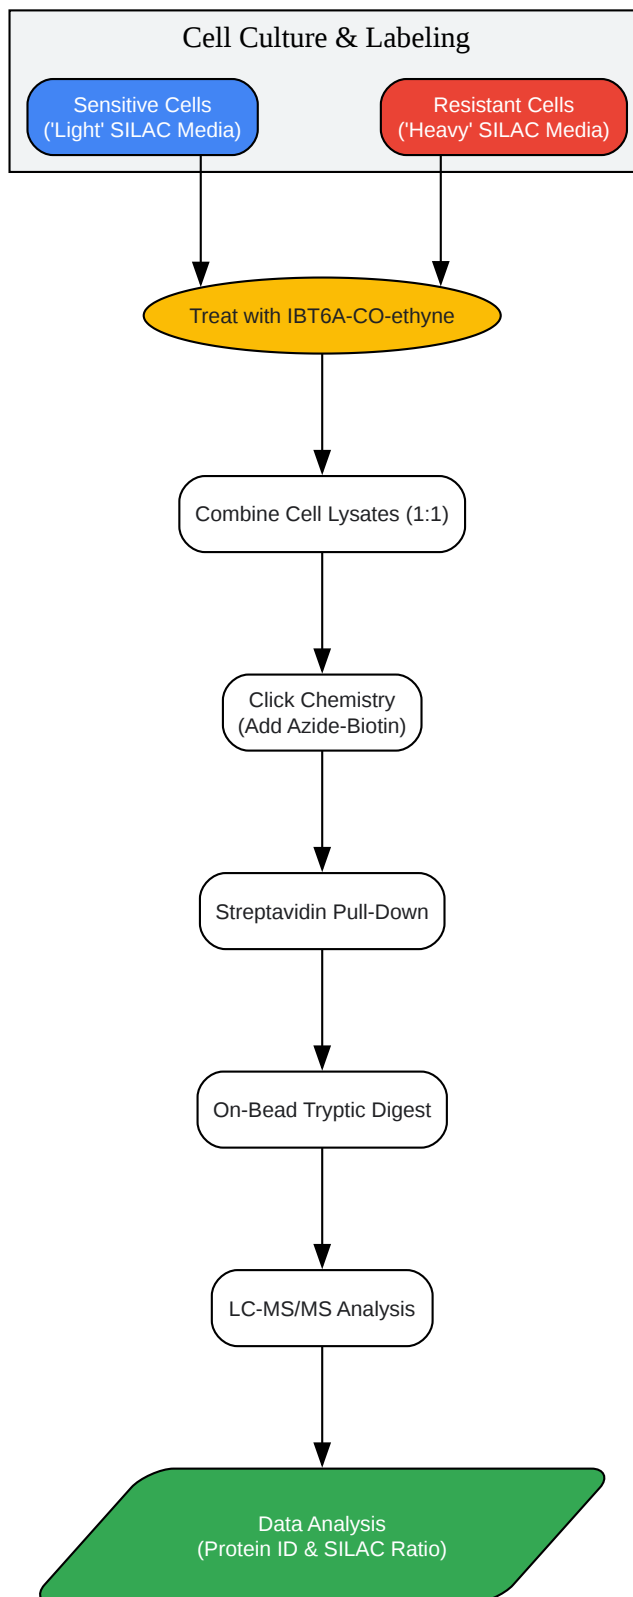 Cell Culture & Labeling
Sensitive Cells
('Light' SILAC Media)
Resistant Cells
('Heavy' SILAC Media)
Treat with IBT6A-CO-ethyne
Combine Cell Lysates (1:1)
Click Chemistry
(Add Azide-Biotin)
Streptavidin Pull-Down
On-Bead Tryptic Digest
LC-MS/MS Analysis
Data Analysis
(Protein ID & SILAC Ratio)